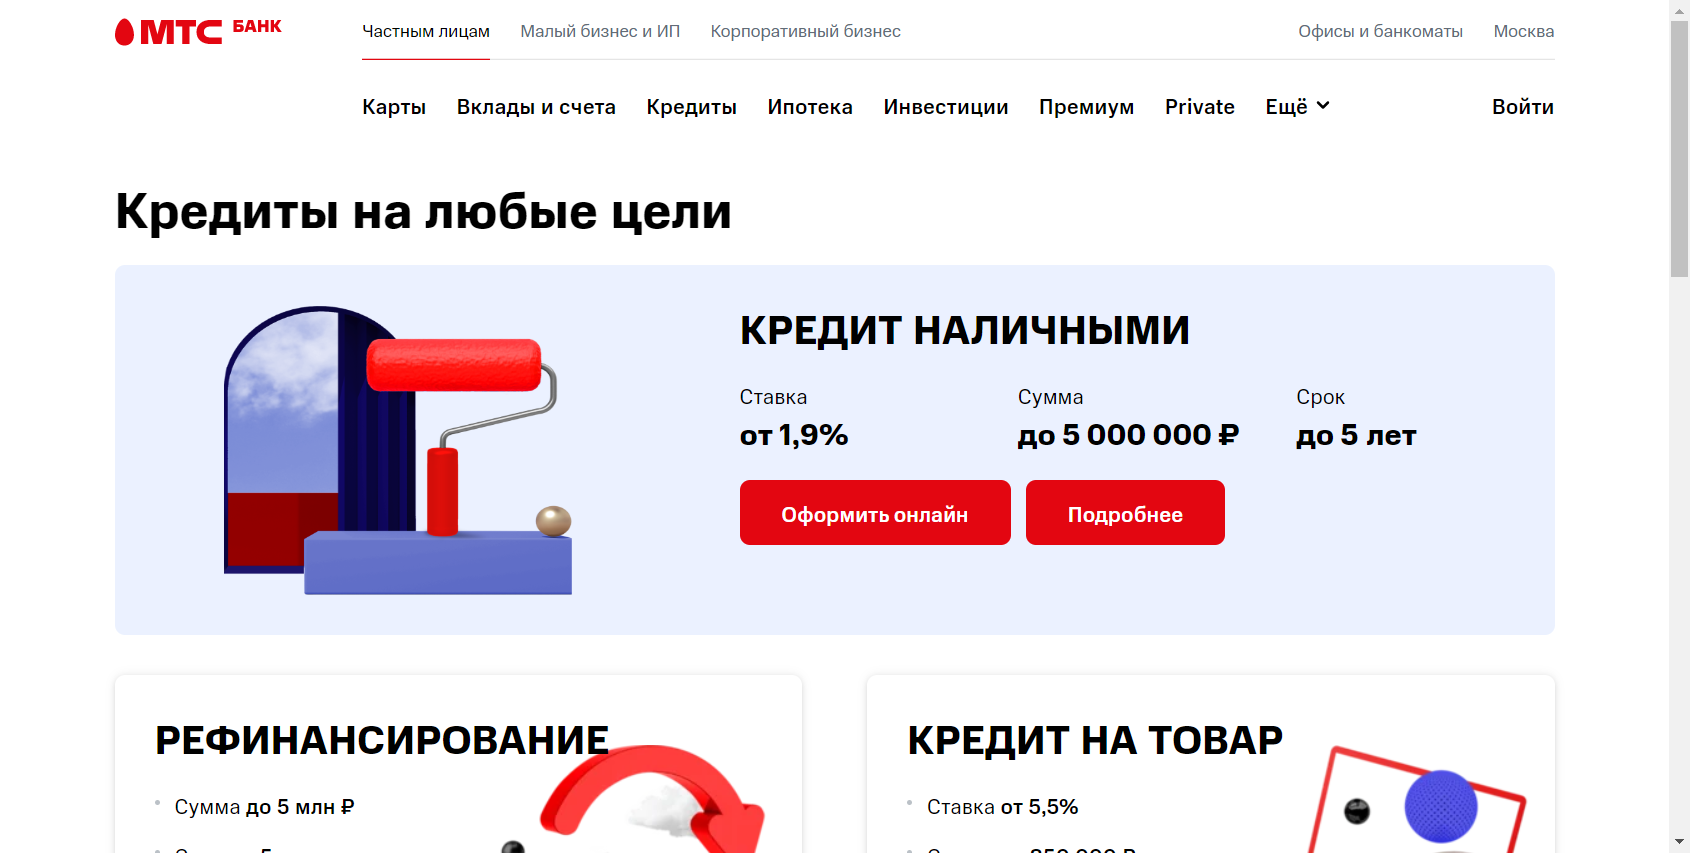 МТС БАНК
Частным лицам
Малый бизнес и ИП
Корпоративный бизнес
Офисы и банкоматы
Москва
Карты
Вклады и счета
Кредиты
Ипотека
Инвестиции
Премиум
Private
Ещё
Войти
Кредиты на любые цели
КРЕДИТ НАЛИЧНЫМИ
Ставка
от 1,9%
Сумма
до 5 000 000 ₽
Срок
до 5 лет
Оформить онлайн
Подробнее
РЕФИНАНСИРОВАНИЕ
Сумма до 5 млн ₽
КРЕДИТ НА ТОВАР
Ставка от 5,5%